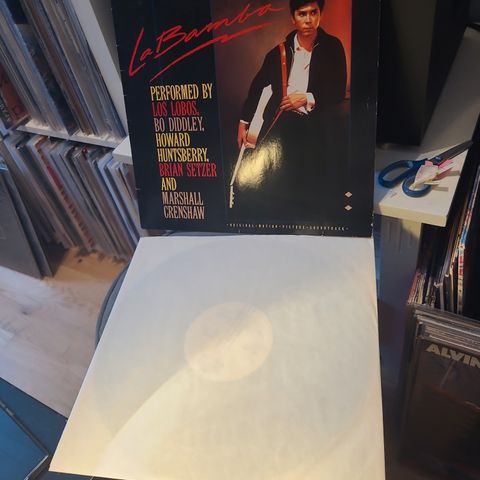 La Bamba
PERFORMED BY
LOS LOBOS,
BO DIDDLEY,
HOWARD
HUNTSBERRY,
BRIAN SETZER
AND
MARSHALL
CRENSHAW
•ORIGINAL•MOTION•PICTURE•SOUNDTRACK•
ALVIN